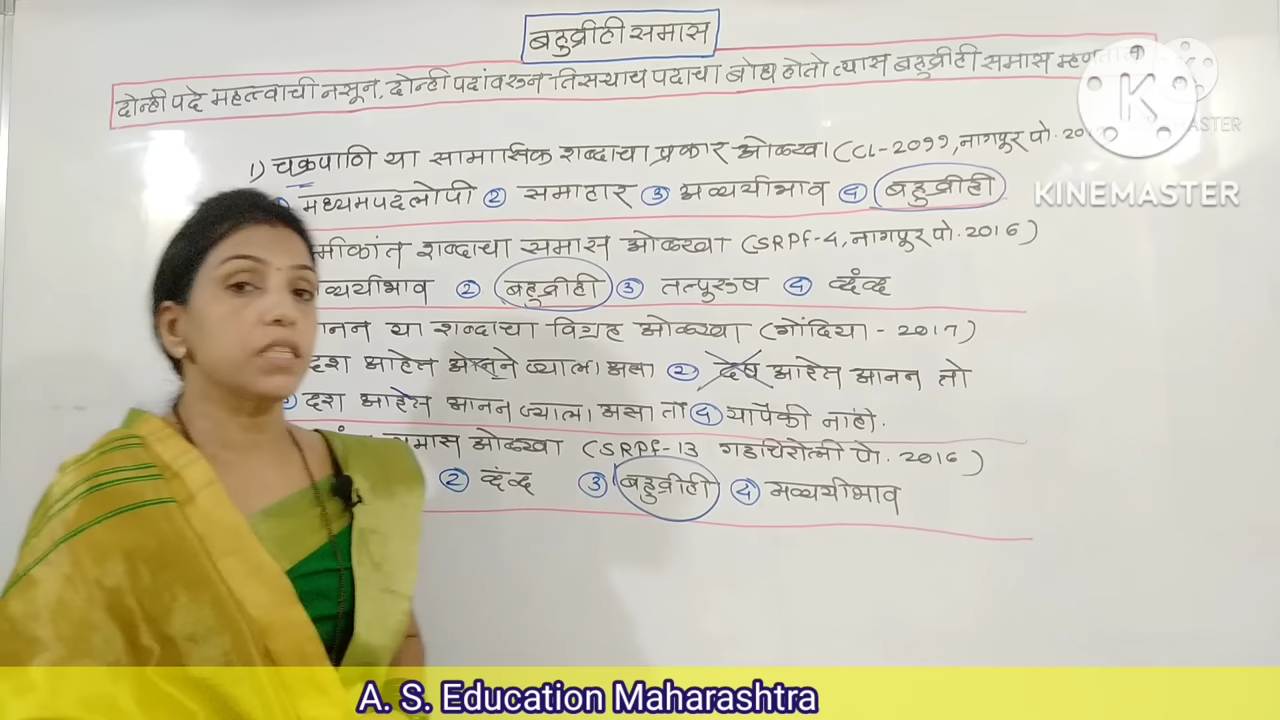 बहुव्रीही समास
दोन्ही पदे महत्त्वाची नसून, दोन्ही पदांवरून तिसऱ्याच पदाचा बोध होतो त्यास बहुव्रीही समास
1) चक्रपाणि या सामासिक शब्दाचा प्रकार ओळखा (CL-2011, नागपूर पो. 20
मध्यमपदलोपी ② समाहार ③ अव्ययीभाव ④ बहुव्रीही
मीकांत शब्दाचा समास ओळखा (SRPF-4, नागपूर पो. 2016)
व्ययीभाव ② बहुव्रीही ③ तत्पुरुष ④ द्वंद्व
आनन या शब्दाचा विग्रह ओळखा (गोंदिया - 2017)
दश आहेत ज्याला असा ② आहेत आनन तो
दश आहेत आनन ज्याला असा तो ④ यापैकी नाही.
समास ओळखा (SRPF-13 गडचिरोली पो. 2016)
② द्वंद्व ③ बहुव्रीही ④ अव्ययीभाव
KINEMASTER
A. S. Education Maharashtra